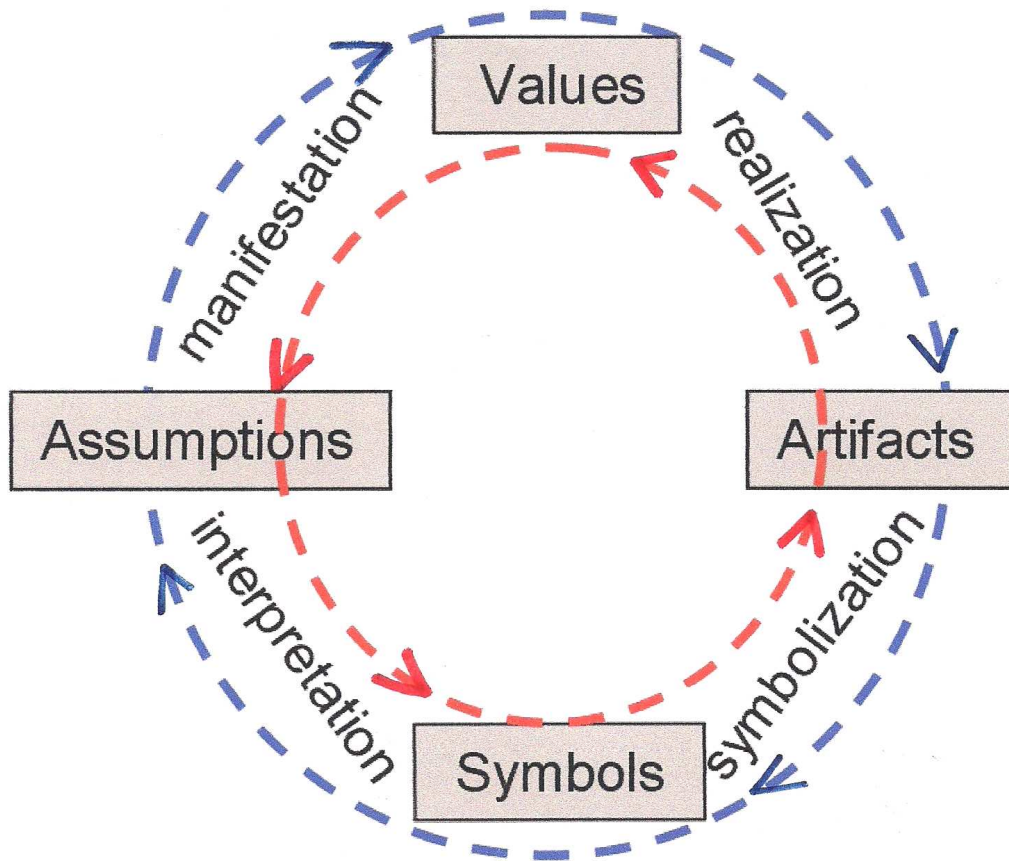 Values
manifestation
realization
Assumptions
Artifacts
interpretation
symbolization
Symbols